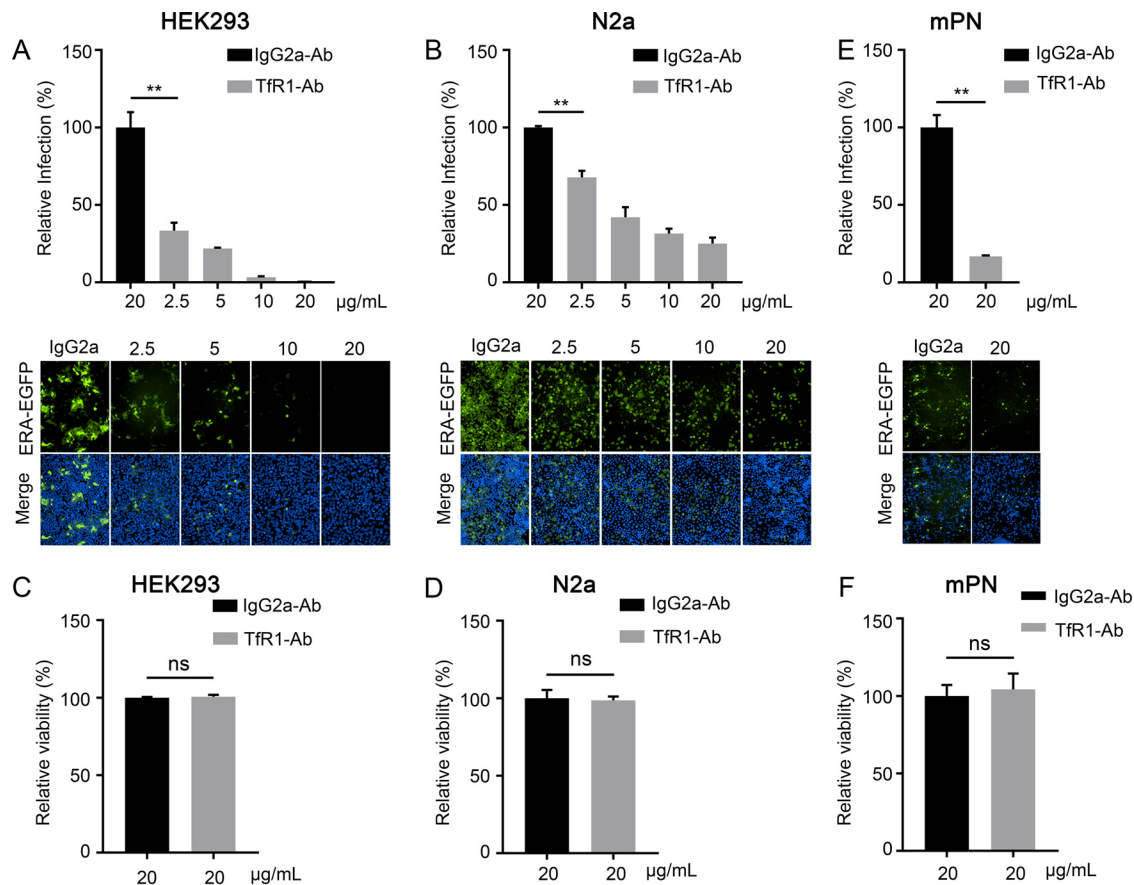 HEK293
A
IgG2a-Ab
TfR1-Ab
**
Relative Infection (%)
150
100
50
0
20 2.5 5 10 20 µg/mL
IgG2a 2.5 5 10 20
ERA-EGFP
Merge
N2a
B
IgG2a-Ab
TfR1-Ab
**
Relative Infection (%)
150
100
50
0
20 2.5 5 10 20 µg/mL
IgG2a 2.5 5 10 20
ERA-EGFP
Merge
mPN
E
IgG2a-Ab
TfR1-Ab
**
Relative Infection (%)
150
100
50
0
20 20 µg/mL
IgG2a 20
ERA-EGFP
Merge
HEK293
C
IgG2a-Ab
TfR1-Ab
ns
Relative viability (%)
150
100
50
0
20 20 µg/mL
N2a
D
IgG2a-Ab
TfR1-Ab
ns
Relative viability (%)
150
100
50
0
20 20 µg/mL
mPN
F
IgG2a-Ab
TfR1-Ab
ns
Relative viability (%)
150
100
50
0
20 20 µg/mL